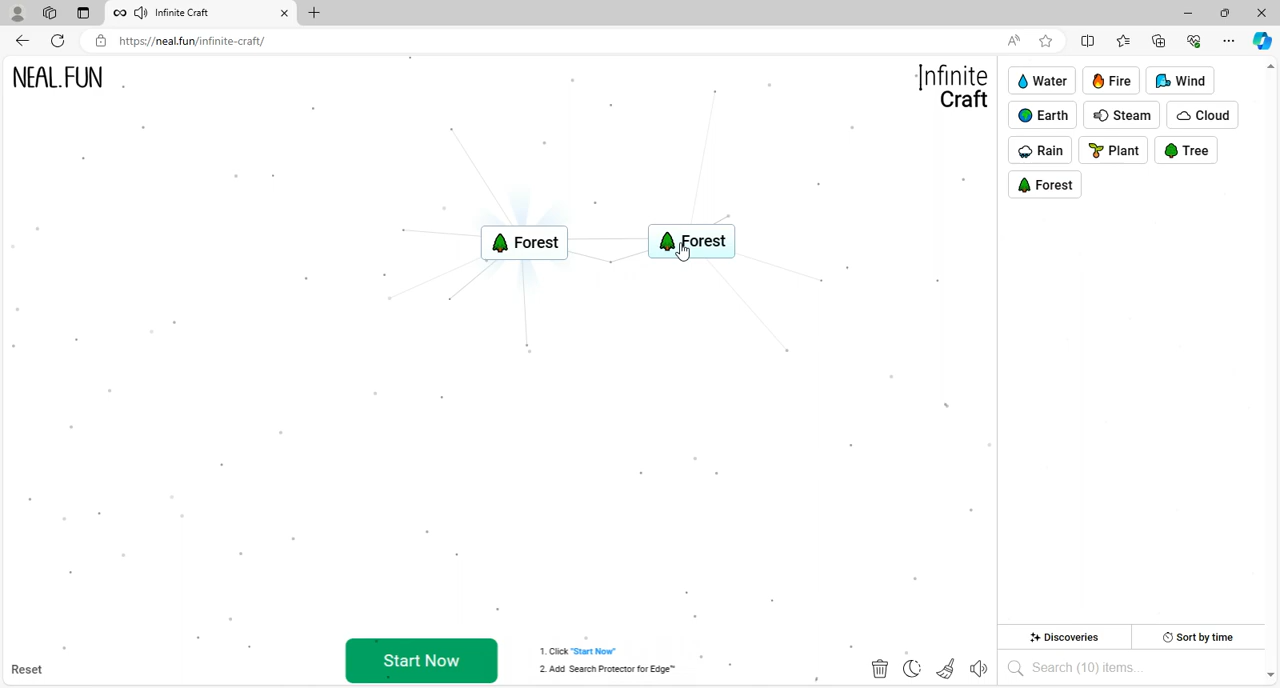 Infinite Craft
https://neal.fun/infinite-craft/
NEAL.FUN
Infinite
Craft
Water Fire Wind
Earth Steam Cloud
Rain Plant Tree
Forest
Forest Forest
Discoveries Sort by time
Search (10) items...
Start Now
1. Click "Start Now"
2. Add Search Protector for Edge™
Reset